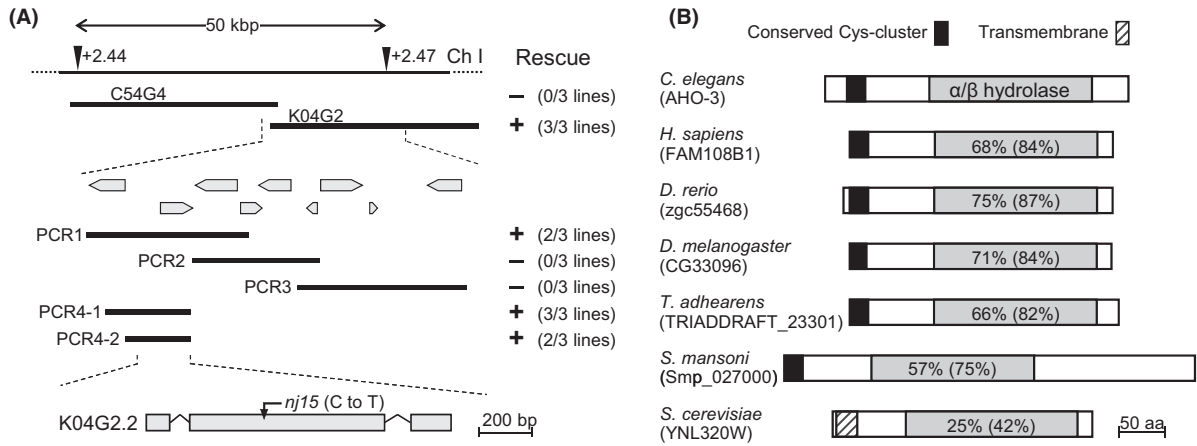 (A)
50 kbp
+2.44
+2.47
Ch I
Rescue
C54G4
− (0/3 lines)
K04G2
+ (3/3 lines)
PCR1
+ (2/3 lines)
PCR2
− (0/3 lines)
PCR3
− (0/3 lines)
PCR4-1
+ (3/3 lines)
PCR4-2
+ (2/3 lines)
nj15 (C to T)
K04G2.2
200 bp
(B)
Conserved Cys-cluster
Transmembrane
C. elegans
(AHO-3)
α/β hydrolase
H. sapiens
(FAM108B1)
68% (84%)
D. rerio
(zgc55468)
75% (87%)
D. melanogaster
(CG33096)
71% (84%)
T. adhearens
(TRIADDRAFT_23301)
66% (82%)
S. mansoni
(Smp_027000)
57% (75%)
S. cerevisiae
(YNL320W)
25% (42%)
50 aa